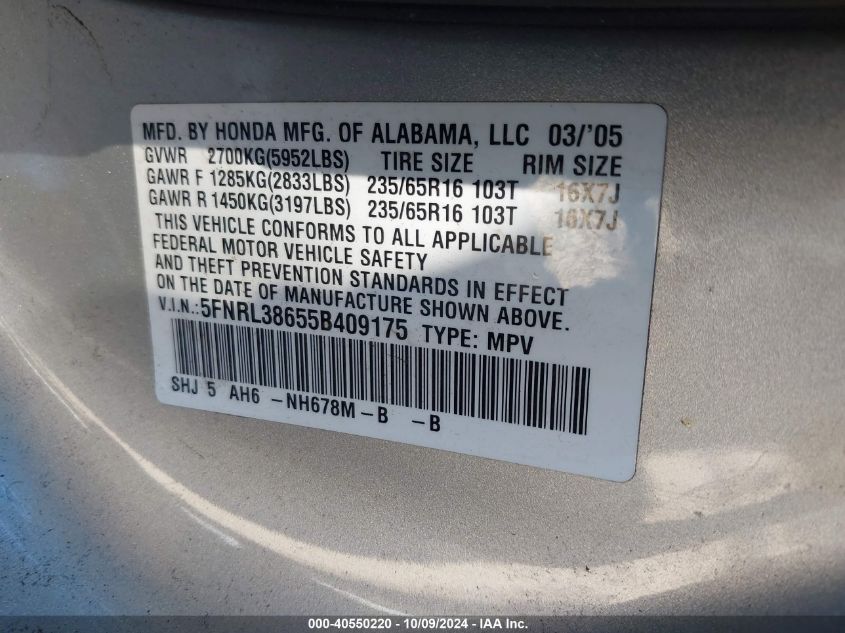 MFD. BY HONDA MFG. OF ALABAMA, LLC 03/'05
GVWR 2700KG(5952LBS) TIRE SIZE RIM SIZE
GAWR F 1285KG(2833LBS) 235/65R16 103T 16X7J
GAWR R 1450KG(3197LBS) 235/65R16 103T 16X7J
THIS VEHICLE CONFORMS TO ALL APPLICABLE
FEDERAL MOTOR VEHICLE SAFETY
AND THEFT PREVENTION STANDARDS IN EFFECT
ON THE DATE OF MANUFACTURE SHOWN ABOVE.
V.I.N.:5FNRL38655B409175 TYPE: MPV
SHJ 5 AH6 -NH678M-B -B
000-40550220 - 10/09/2024 - IAA Inc.